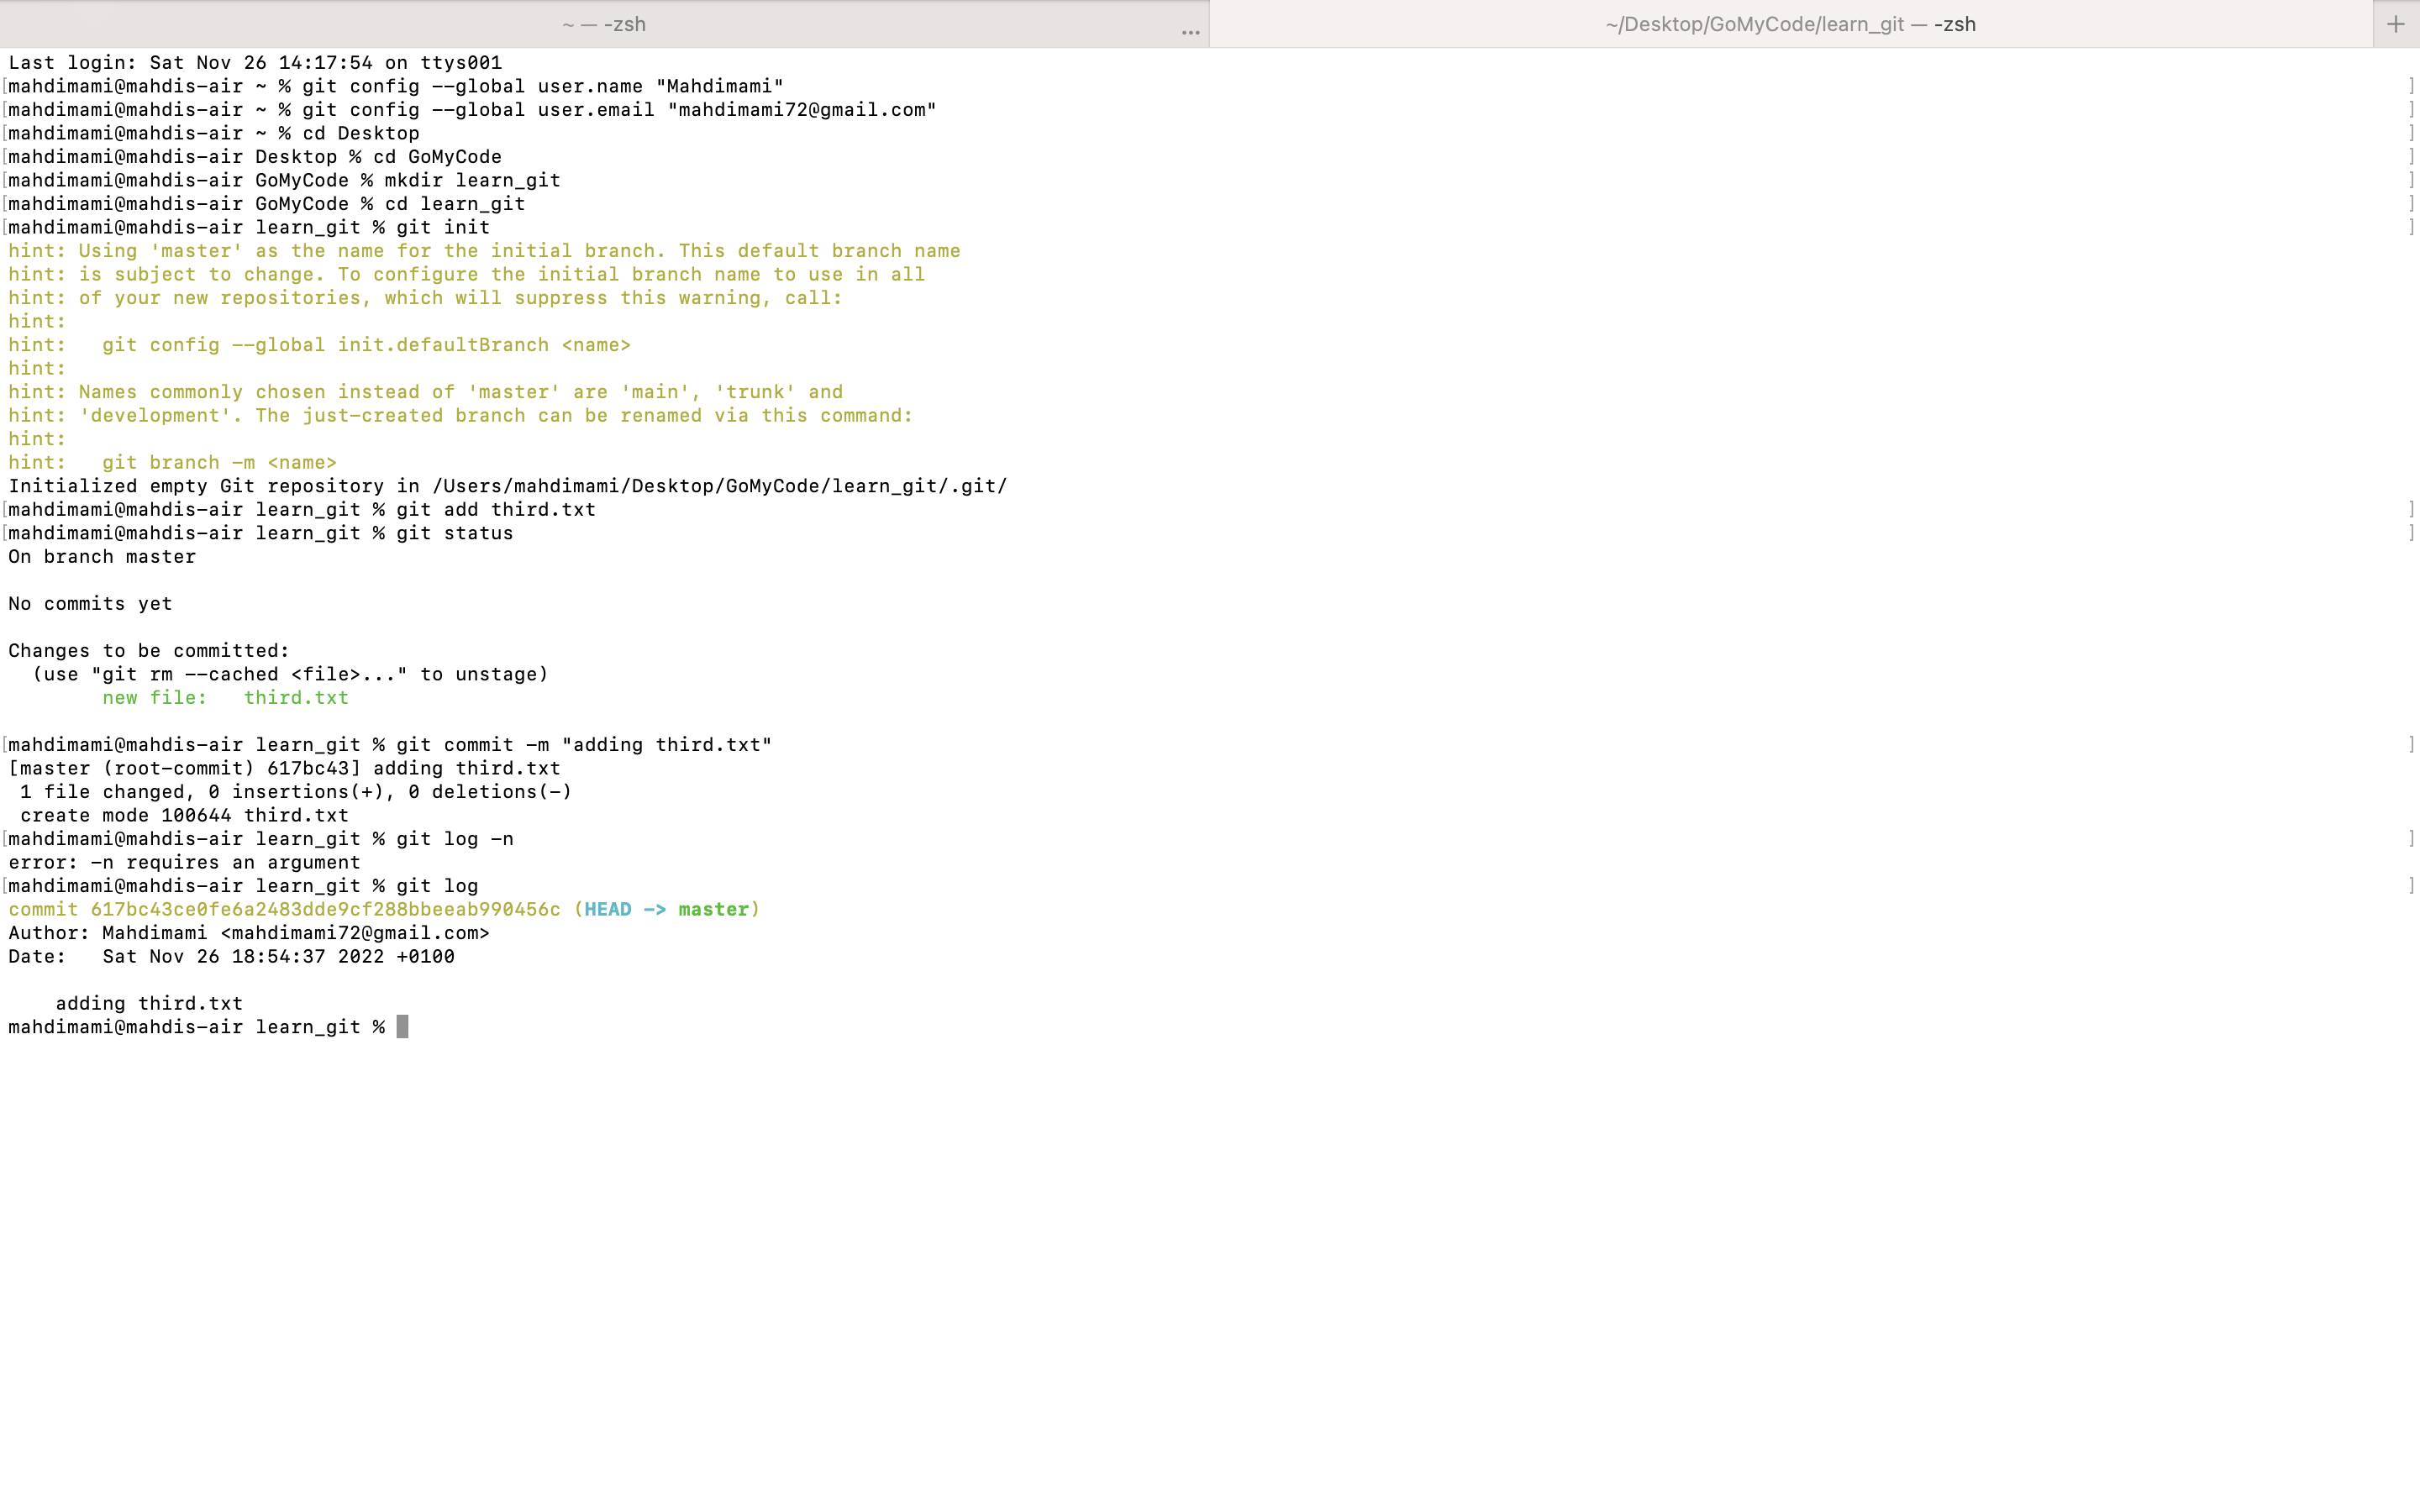 ~ — -zsh
...
~/Desktop/GoMyCode/learn_git — -zsh
+
Last login: Sat Nov 26 14:17:54 on ttys001
[mahdimami@mahdis-air ~ % git config --global user.name "Mahdimami" ]
[mahdimami@mahdis-air ~ % git config --global user.email "mahdimami72@gmail.com" ]
[mahdimami@mahdis-air ~ % cd Desktop ]
[mahdimami@mahdis-air Desktop % cd GoMyCode ]
[mahdimami@mahdis-air GoMyCode % mkdir learn_git ]
[mahdimami@mahdis-air GoMyCode % cd learn_git ]
[mahdimami@mahdis-air learn_git % git init ]
hint: Using 'master' as the name for the initial branch. This default branch name
hint: is subject to change. To configure the initial branch name to use in all
hint: of your new repositories, which will suppress this warning, call:
hint:
hint:   git config --global init.defaultBranch <name>
hint:
hint: Names commonly chosen instead of 'master' are 'main', 'trunk' and
hint: 'development'. The just-created branch can be renamed via this command:
hint:
hint:   git branch -m <name>
Initialized empty Git repository in /Users/mahdimami/Desktop/GoMyCode/learn_git/.git/
[mahdimami@mahdis-air learn_git % git add third.txt ]
[mahdimami@mahdis-air learn_git % git status ]
On branch master
No commits yet
Changes to be committed:
  (use "git rm --cached <file>..." to unstage)
        new file:   third.txt
[mahdimami@mahdis-air learn_git % git commit -m "adding third.txt" ]
[master (root-commit) 617bc43] adding third.txt
 1 file changed, 0 insertions(+), 0 deletions(-)
 create mode 100644 third.txt
[mahdimami@mahdis-air learn_git % git log -n ]
error: -n requires an argument
[mahdimami@mahdis-air learn_git % git log ]
commit 617bc43ce0fe6a2483dde9cf288bbeeab990456c (HEAD -> master)
Author: Mahdimami <mahdimami72@gmail.com>
Date:   Sat Nov 26 18:54:37 2022 +0100
    adding third.txt
mahdimami@mahdis-air learn_git %